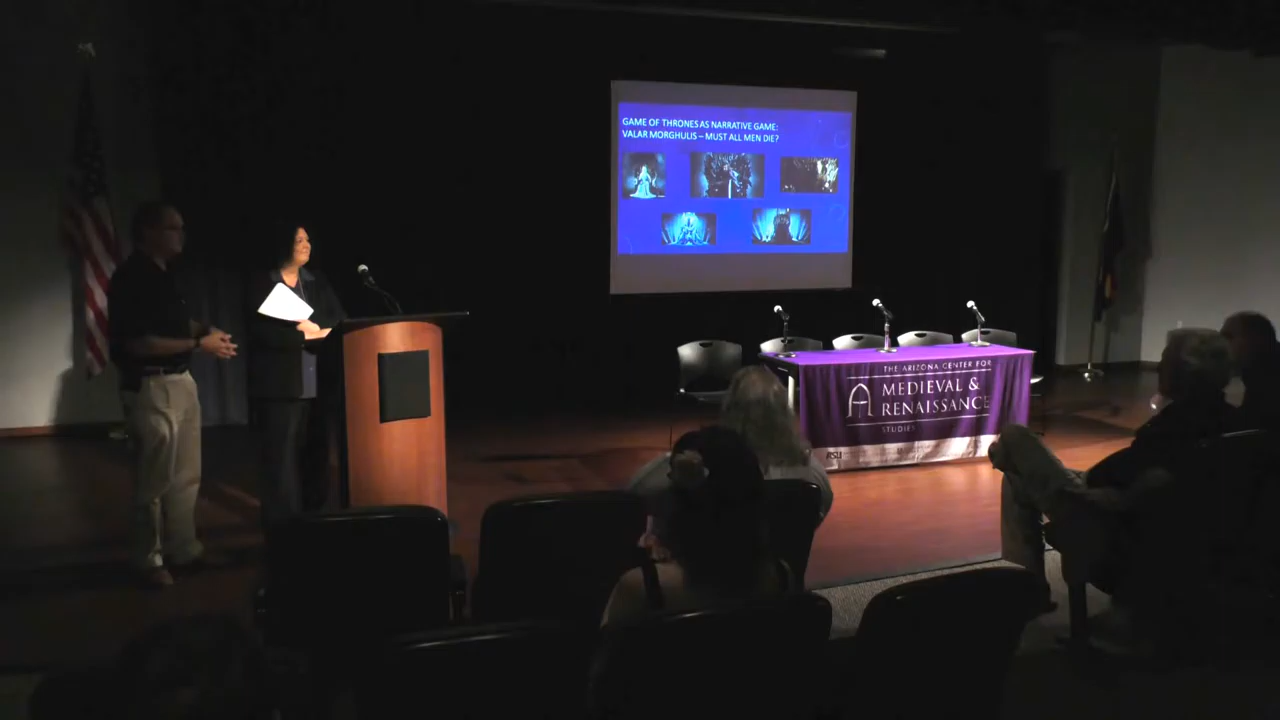 GAME OF THRONES AS NARRATIVE GAME:
VALAR MORGHULIS – MUST ALL MEN DIE?
THE ARIZONA CENTER FOR
MEDIEVAL &
RENAISSANCE
STUDIES
ASU